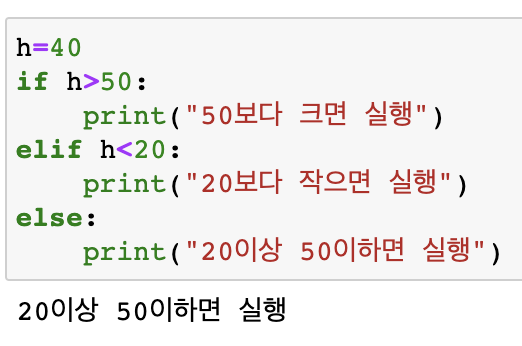 h=40
if h>50:
    print("50보다 크면 실행")
elif h<20:
    print("20보다 작으면 실행")
else:
    print("20이상 50이하면 실행")
20이상 50이하면 실행